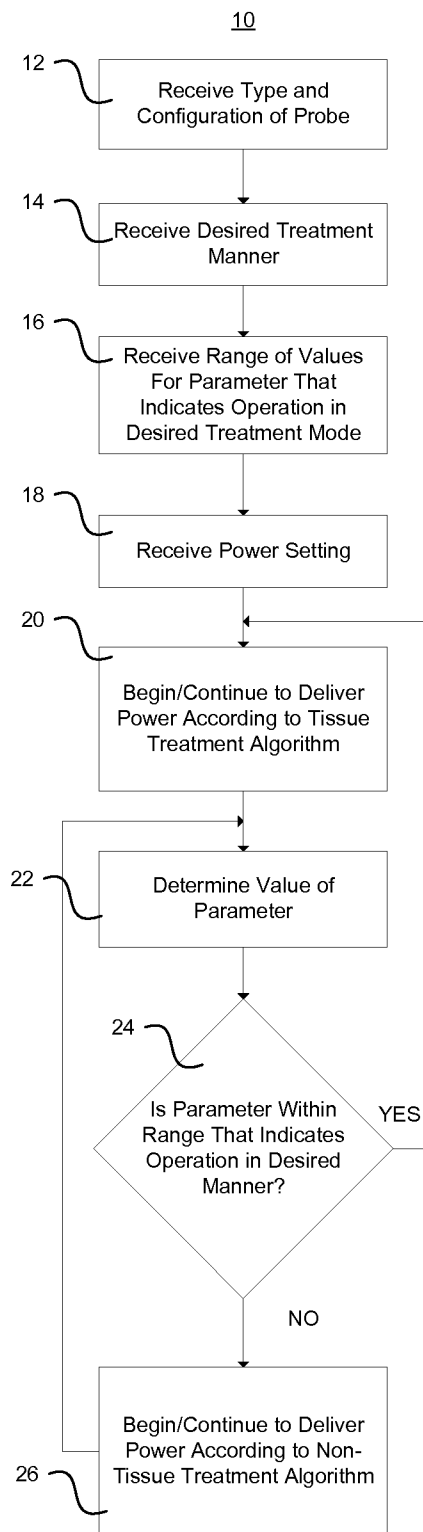 10
12
Receive Type and
Configuration of Probe
14
Receive Desired Treatment
Manner
16
Receive Range of Values
For Parameter That
Indicates Operation in
Desired Treatment Mode
18
Receive Power Setting
20
Begin/Continue to Deliver
Power According to Tissue
Treatment Algorithm
22
Determine Value of
Parameter
24
Is Parameter Within
Range That Indicates
Operation in Desired
Manner?
YES
NO
Begin/Continue to Deliver
Power According to Non-
Tissue Treatment Algorithm
26